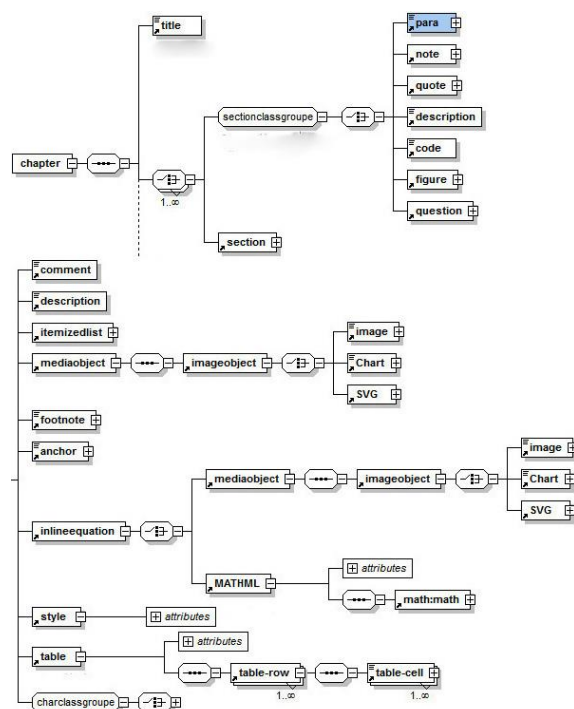 title
para
note
quote
sectionclassgroupe
description
code
chapter
1..∞
figure
question
section
comment
description
itemizedlist
mediaobject
imageobject
image
Chart
SVG
footnote
anchor
mediaobject
imageobject
image
Chart
SVG
inlineequation
MATHML
attributes
math:math
style
attributes
table
attributes
table-row
table-cell
1..∞
1..∞
charclassgroupe